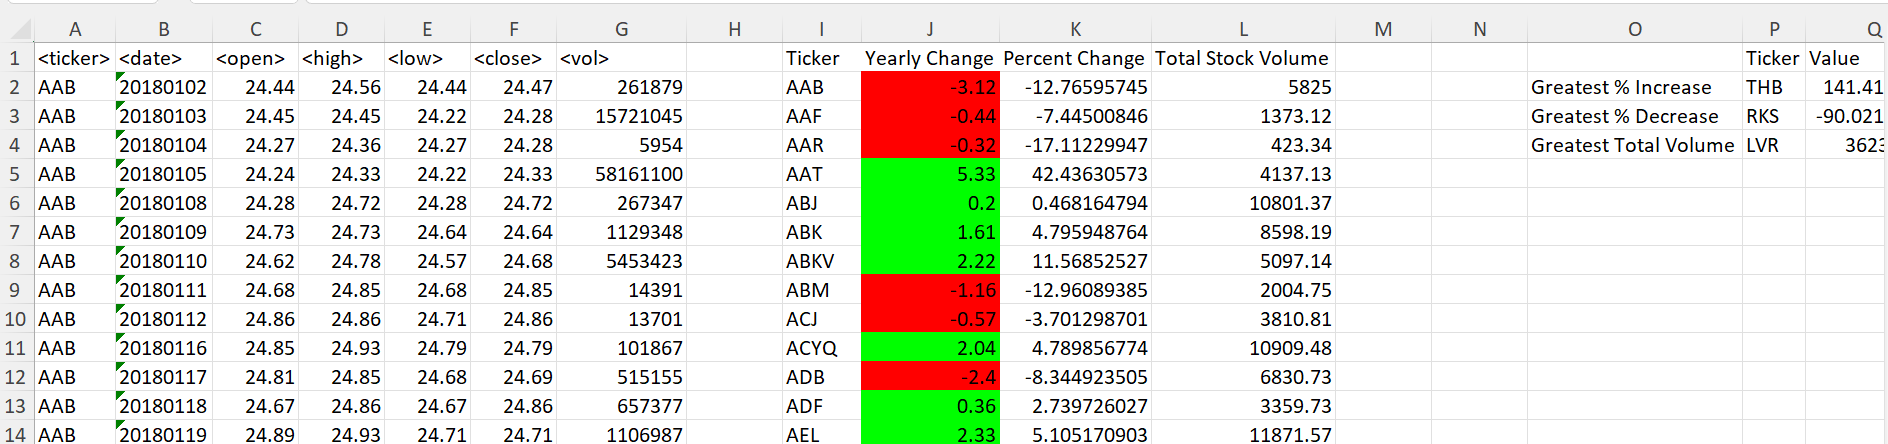 A B C D E F G H I J K L M N O P Q
1 <ticker> <date> <open> <high> <low> <close> <vol> Ticker Yearly Change Percent Change Total Stock Volume Ticker Value
2 AAB 20180102 24.44 24.56 24.44 24.47 261879 AAB -3.12 -12.76595745 5825 Greatest % Increase THB 141.41
3 AAB 20180103 24.45 24.45 24.22 24.28 15721045 AAF -0.44 -7.44500846 1373.12 Greatest % Decrease RKS -90.021
4 AAB 20180104 24.27 24.36 24.27 24.28 5954 AAR -0.32 -17.11229947 423.34 Greatest Total Volume LVR 3623
5 AAB 20180105 24.24 24.33 24.22 24.33 58161100 AAT 5.33 42.43630573 4137.13
6 AAB 20180108 24.28 24.72 24.28 24.72 267347 ABJ 0.2 0.468164794 10801.37
7 AAB 20180109 24.73 24.73 24.64 24.64 1129348 ABK 1.61 4.795948764 8598.19
8 AAB 20180110 24.62 24.78 24.57 24.68 5453423 ABKV 2.22 11.56852527 5097.14
9 AAB 20180111 24.68 24.85 24.68 24.85 14391 ABM -1.16 -12.96089385 2004.75
10 AAB 20180112 24.86 24.86 24.71 24.86 13701 ACJ -0.57 -3.701298701 3810.81
11 AAB 20180116 24.85 24.93 24.79 24.79 101867 ACYQ 2.04 4.789856774 10909.48
12 AAB 20180117 24.81 24.85 24.68 24.69 515155 ADB -2.4 -8.344923505 6830.73
13 AAB 20180118 24.67 24.86 24.67 24.86 657377 ADF 0.36 2.739726027 3359.73
14 AAB 20180119 24.89 24.93 24.71 24.71 1106987 AEL 2.33 5.105170903 11871.57